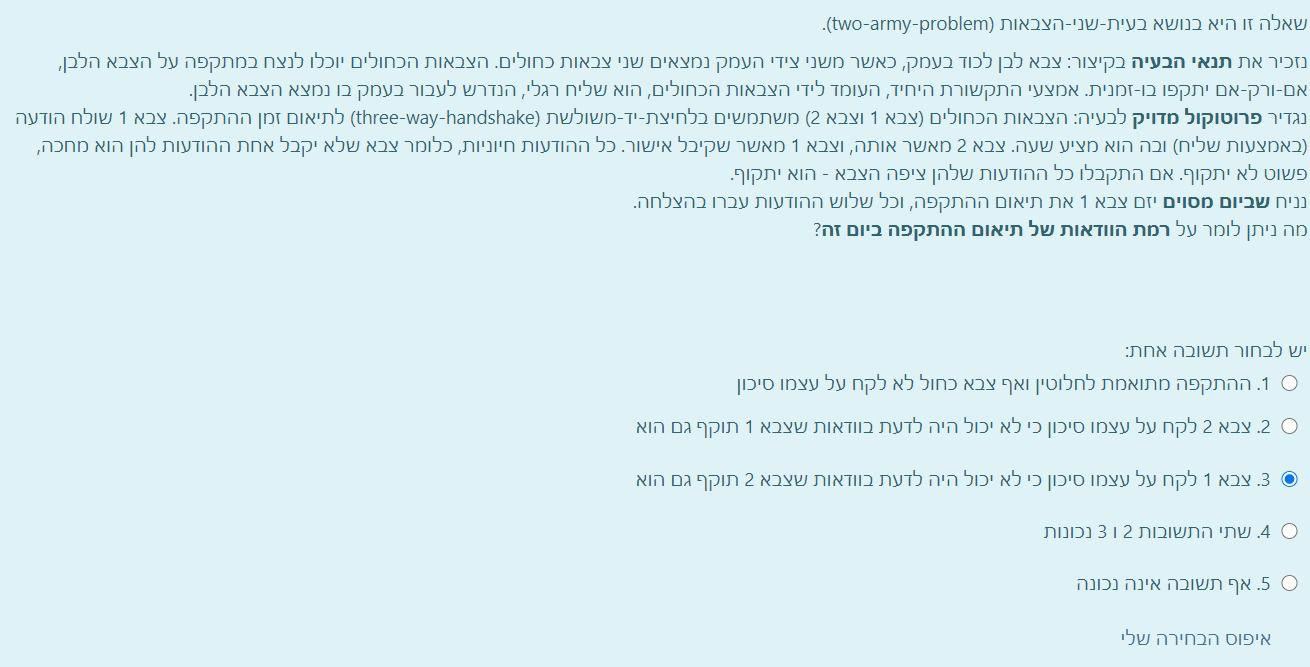 שאלה זו היא בנושא בעית-שני-הצבאות (two-army-problem).
נזכיר את תנאי הבעיה בקיצור: צבא לבן לכוד בעמק, כאשר משני צידי העמק נמצאים שני צבאות כחולים. הצבאות הכחולים יוכלו לנצח במתקפה על הצבא הלבן,
אם-ורק-אם יתקפו בו-זמנית. אמצעי התקשורת היחיד, העומד לידי הצבאות הכחולים, הוא שליח רגלי, הנדרש לעבור בעמק בו נמצא הצבא הלבן.
נגדיר פרוטוקול מדויק לבעיה: הצבאות הכחולים (צבא 1 וצבא 2) משתמשים בלחיצת-יד-משולשת (three-way-handshake) לתיאום זמן ההתקפה. צבא 1 שולח הודעה
(באמצעות שליח) ובה הוא מציע שעה. צבא 2 מאשר אותה, וצבא 1 מאשר שקיבל אישור. כל ההודעות חיוניות, כלומר צבא שלא יקבל אחת ההודעות להן הוא מחכה,
פשוט לא יתקוף. אם התקבלו כל ההודעות שלהן ציפה הצבא - הוא יתקוף.
נניח שביום מסוים יזם צבא 1 את תיאום ההתקפה, וכל שלוש ההודעות עברו בהצלחה.
מה ניתן לומר על רמת הוודאות של תיאום ההתקפה ביום זה?
יש לבחור תשובה אחת:
1. ההתקפה מתואמת לחלוטין ואף צבא כחול לא לקח על עצמו סיכון
2. צבא 2 לקח על עצמו סיכון כי לא יכול היה לדעת בוודאות שצבא 1 תוקף גם הוא
3. צבא 1 לקח על עצמו סיכון כי לא יכול היה לדעת בוודאות שצבא 2 תוקף גם הוא
4. שתי התשובות 2 ו 3 נכונות
5. אף תשובה אינה נכונה
איפוס הבחירה שלי